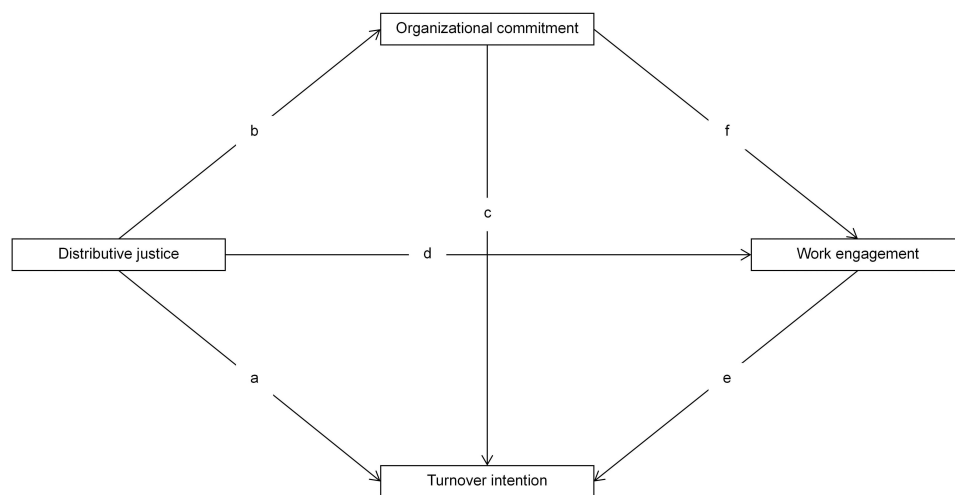 Organizational commitment
b
f
c
Distributive justice
d
Work engagement
a
e
Turnover intention